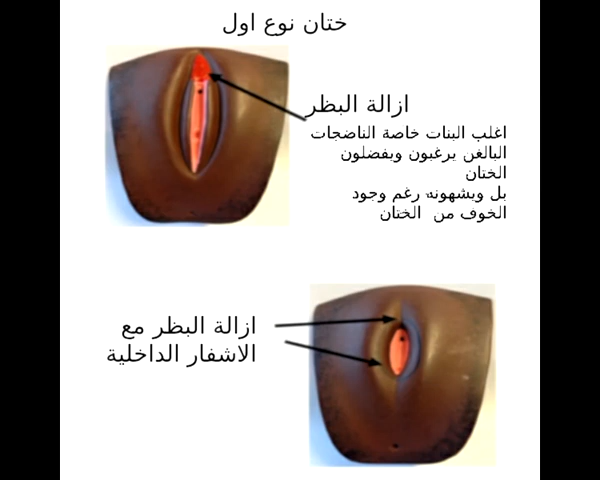 ختان نوع اول
ازالة البظر
اغلب البنات خاصة الناضجات
البالغن يرغبون ويفضلون
الختان
بل ويشهونه رغم وجود
الخوف من الختان
ازالة البظر مع
الاشفار الداخلية